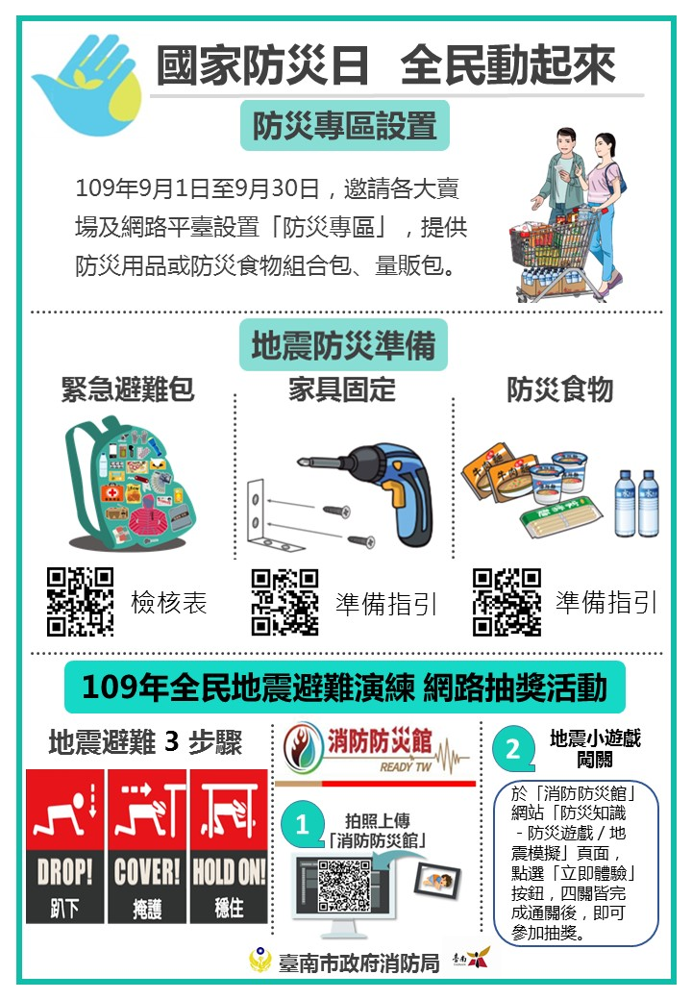 國家防災日 全民動起來
防災專區設置
109年9月1日至9月30日，邀請各大賣
場及網路平臺設置「防災專區」，提供
防災用品或防災食物組合包、量販包。
地震防災準備
緊急避難包
家具固定
防災食物
牛肉麵
牛肉麵
檢核表
準備指引
準備指引
109年全民地震避難演練 網路抽獎活動
地震避難 3 步驟
DROP!
趴下
COVER!
掩護
HOLD ON!
穩住
消防防災館
READY TW
1
拍照上傳
「消防防災館」
2
地震小遊戲
闖關
於「消防防災館」
網站「防災知識
- 防災遊戲 / 地
震模擬」頁面，
點選「立即體驗」
按鈕，四關皆完
成通關後，即可
參加抽獎。
臺南市政府消防局
臺南